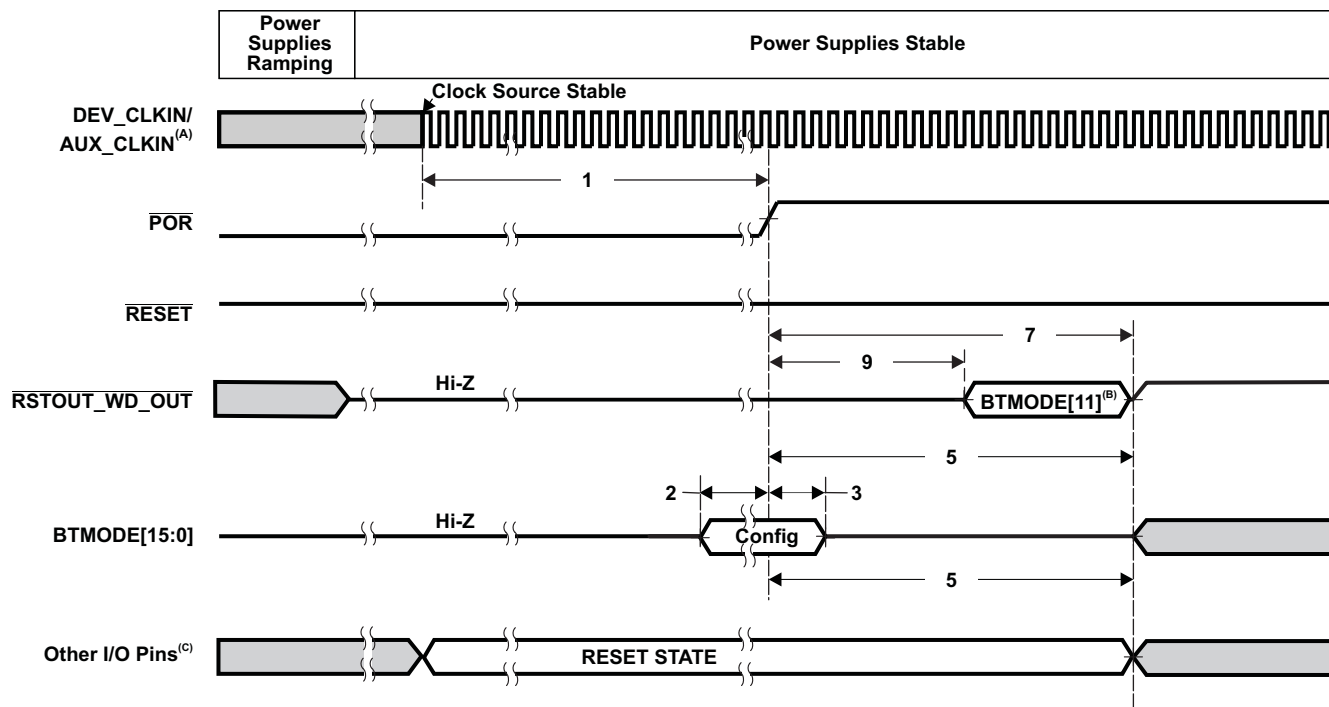 Power
Supplies
Ramping
Power Supplies Stable
Clock Source Stable
DEV_CLKIN/
AUX_CLKIN(A)
1
POR
RESET
7
9
RSTOUT_WD_OUT
Hi-Z
BTMODE[11](B)
5
2
3
BTMODE[15:0]
Hi-Z
Config
5
Other I/O Pins(C)
RESET STATE